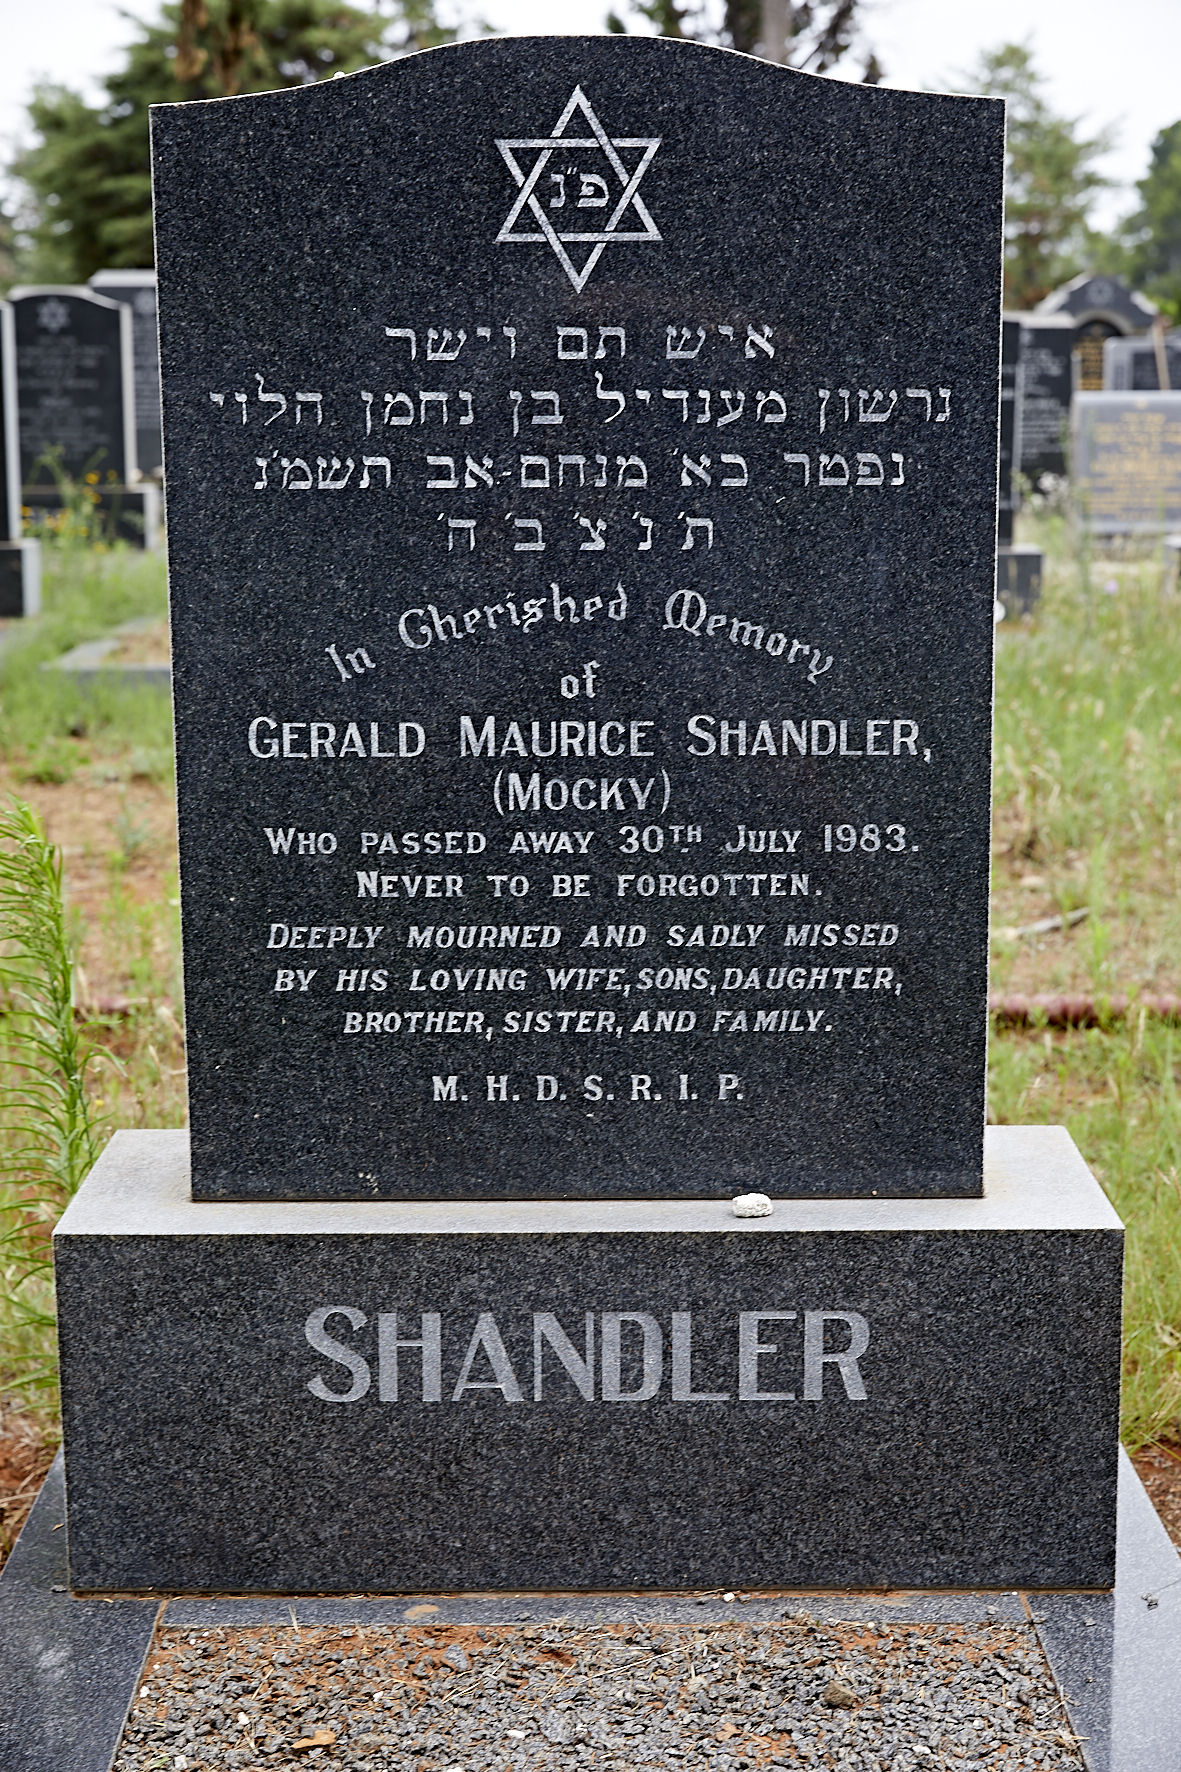 פ״נ
איש תם וישר
גרשון מענדיל בן נחמן הלוי
נפטר כא׳ מנחם-אב תשמ״ג
ת׳ נ׳ צ׳ ב׳ ה׳
In Cherished Memory
of
GERALD MAURICE SHANDLER,
(MOCKY)
WHO PASSED AWAY 30TH JULY 1983.
NEVER TO BE FORGOTTEN.
DEEPLY MOURNED AND SADLY MISSED
BY HIS LOVING WIFE, SONS, DAUGHTER,
BROTHER, SISTER, AND FAMILY.
M. H. D. S. R. I. P.
SHANDLER